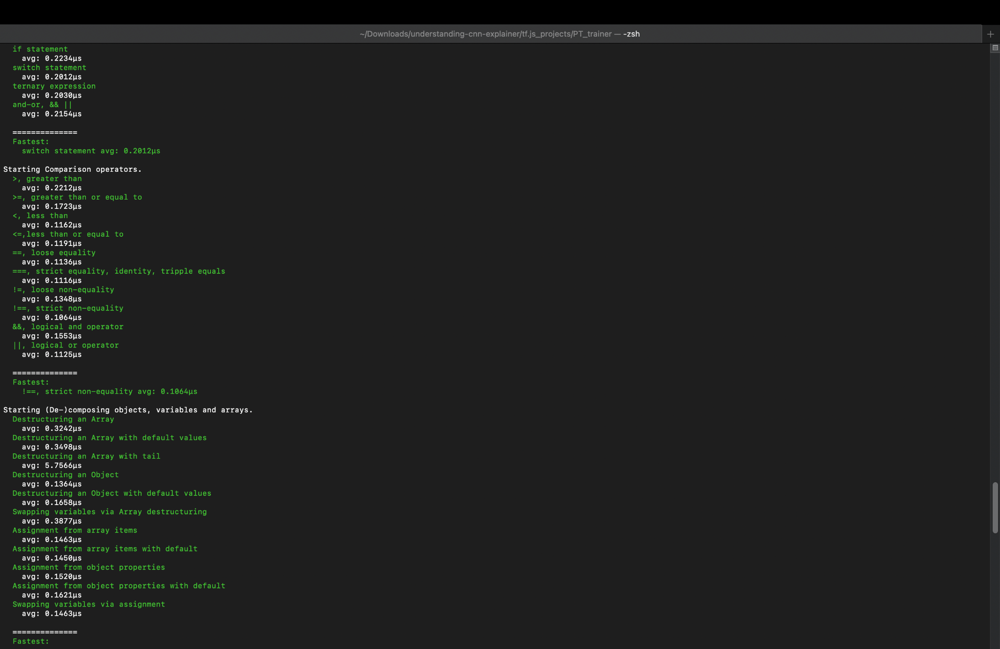 ~/Downloads/understanding-cnn-explainer/tf.js_projects/PT_trainer — -zsh
if statement
avg: 0.2234µs
switch statement
avg: 0.2012µs
ternary expression
avg: 0.2030µs
and-or, && ||
avg: 0.2154µs
==============
Fastest:
switch statement avg: 0.2012µs
Starting Comparison operators.
>, greater than
avg: 0.2212µs
>=, greater than or equal to
avg: 0.1723µs
<, less than
avg: 0.1162µs
<=,less than or equal to
avg: 0.1191µs
==, loose equality
avg: 0.1136µs
===, strict equality, identity, tripple equals
avg: 0.1116µs
!=, loose non-equality
avg: 0.1348µs
!==, strict non-equality
avg: 0.1064µs
&&, logical and operator
avg: 0.1553µs
||, logical or operator
avg: 0.1125µs
==============
Fastest:
!==, strict non-equality avg: 0.1064µs
Starting (De-)composing objects, variables and arrays.
Destructuring an Array
avg: 0.3242µs
Destructuring an Array with default values
avg: 0.3498µs
Destructuring an Array with tail
avg: 5.7566µs
Destructuring an Object
avg: 0.1364µs
Destructuring an Object with default values
avg: 0.1658µs
Swapping variables via Array destructuring
avg: 0.3877µs
Assignment from array items
avg: 0.1463µs
Assignment from array items with default
avg: 0.1450µs
Assignment from object properties
avg: 0.1520µs
Assignment from object properties with default
avg: 0.1621µs
Swapping variables via assignment
avg: 0.1463µs
==============
Fastest: